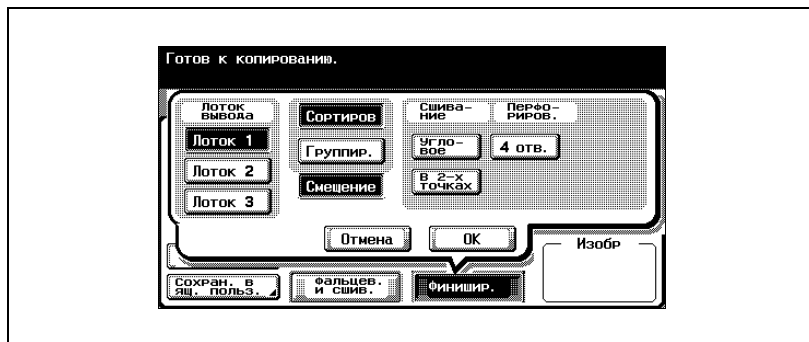 Готов к копированию.
Лоток
вывода
Лоток 1
Лоток 2
Лоток 3
Сортиров
Группир.
Смещение
Сшива-
ние
Угло-
вое
В 2-х
точках
Перфо-
риров.
4 отв.
Отмена
OK
Изобр
Сохран. в
ящ. польз.
Фальцев.
и сшив.
Финишир.